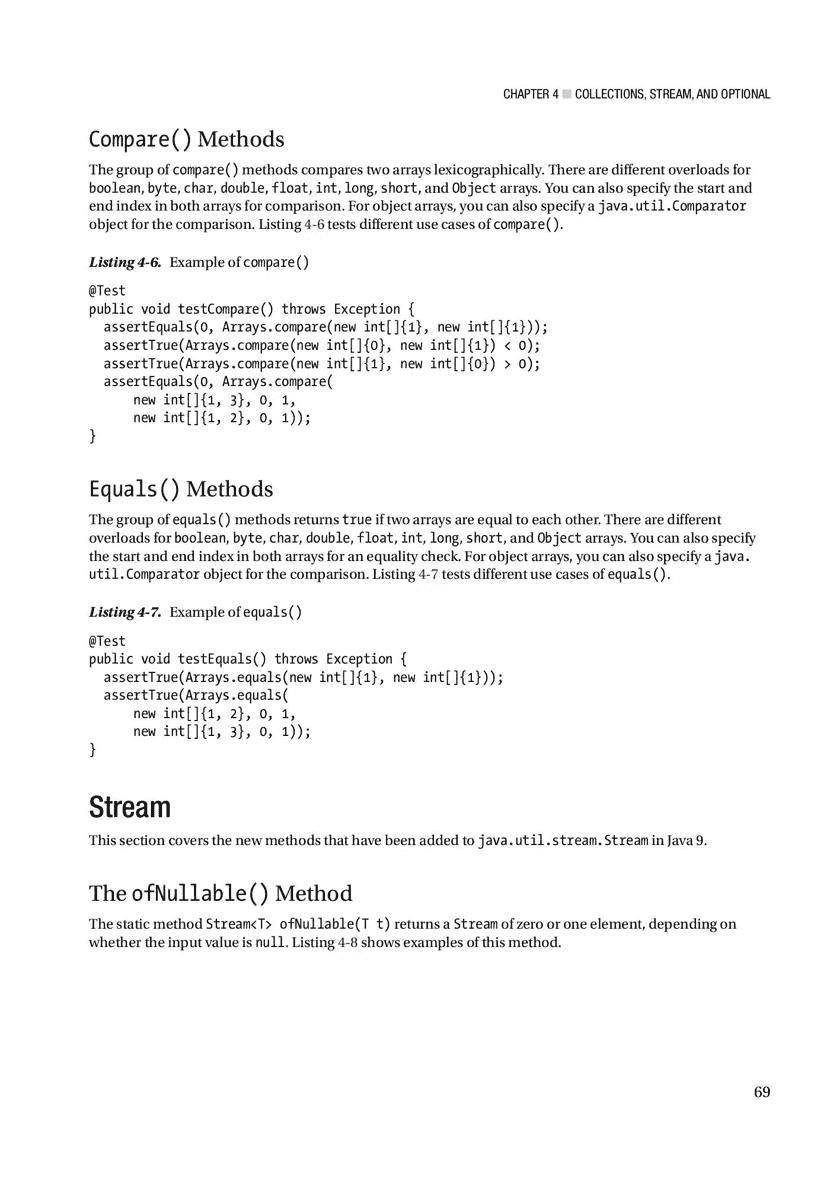 CHAPTER 4 ■ COLLECTIONS, STREAM, AND OPTIONAL
Compare() Methods
The group of compare() methods compares two arrays lexicographically. There are different overloads for
boolean, byte, char, double, float, int, long, short, and Object arrays. You can also specify the start and
end index in both arrays for comparison. For object arrays, you can also specify a java.util.Comparator
object for the comparison. Listing 4-6 tests different use cases of compare().
Listing 4-6. Example of compare()
@Test
public void testCompare() throws Exception {
  assertEquals(0, Arrays.compare(new int[]{1}, new int[]{1}));
  assertTrue(Arrays.compare(new int[]{0}, new int[]{1}) < 0);
  assertTrue(Arrays.compare(new int[]{1}, new int[]{0}) > 0);
  assertEquals(0, Arrays.compare(
      new int[]{1, 3}, 0, 1,
      new int[]{1, 2}, 0, 1));
}
Equals() Methods
The group of equals() methods returns true if two arrays are equal to each other. There are different
overloads for boolean, byte, char, double, float, int, long, short, and Object arrays. You can also specify
the start and end index in both arrays for an equality check. For object arrays, you can also specify a java.
util.Comparator object for the comparison. Listing 4-7 tests different use cases of equals().
Listing 4-7. Example of equals()
@Test
public void testEquals() throws Exception {
  assertTrue(Arrays.equals(new int[]{1}, new int[]{1}));
  assertTrue(Arrays.equals(
      new int[]{1, 2}, 0, 1,
      new int[]{1, 3}, 0, 1));
}
Stream
This section covers the new methods that have been added to java.util.stream.Stream in Java 9.
The ofNullable() Method
The static method Stream<T> ofNullable(T t) returns a Stream of zero or one element, depending on
whether the input value is null. Listing 4-8 shows examples of this method.
69